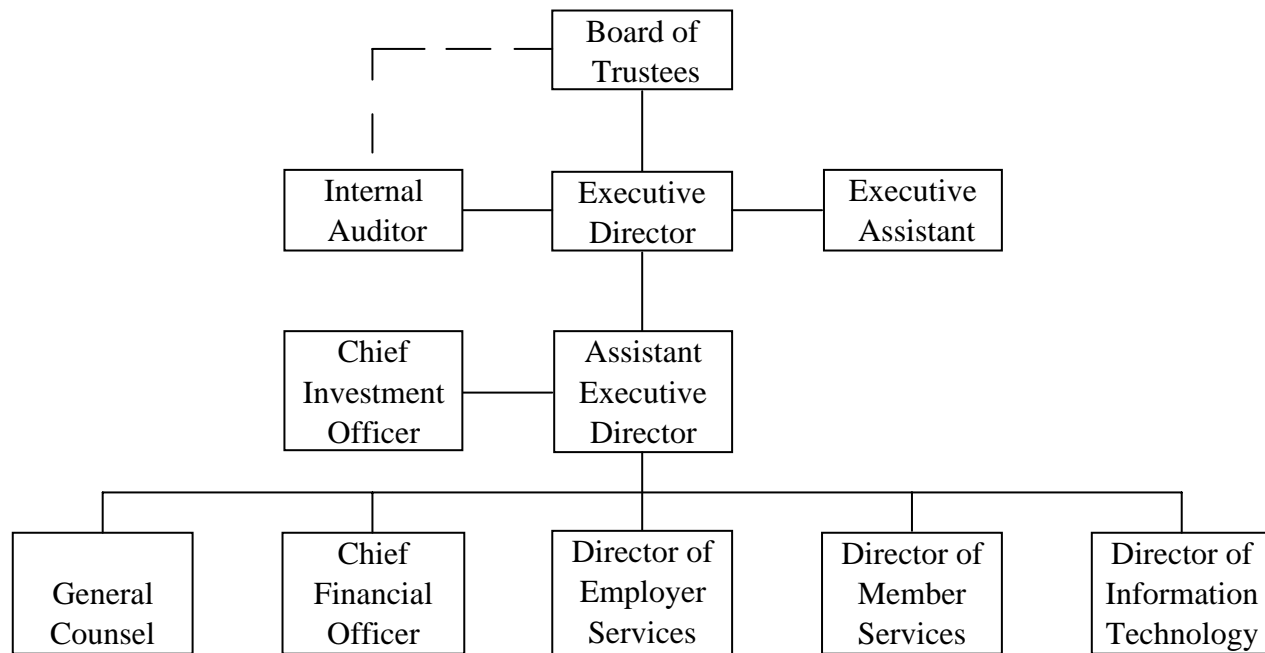 Board of
Trustees
Internal
Auditor
Executive
Director
Executive
Assistant
Chief
Investment
Officer
Assistant
Executive
Director
General
Counsel
Chief
Financial
Officer
Director of
Employer
Services
Director of
Member
Services
Director of
Information
Technology